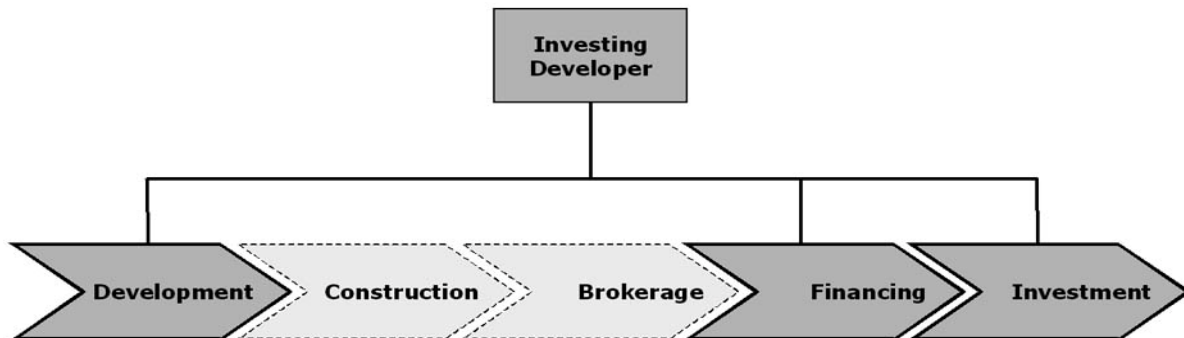 Investing
Developer
Development
Construction
Brokerage
Financing
Investment